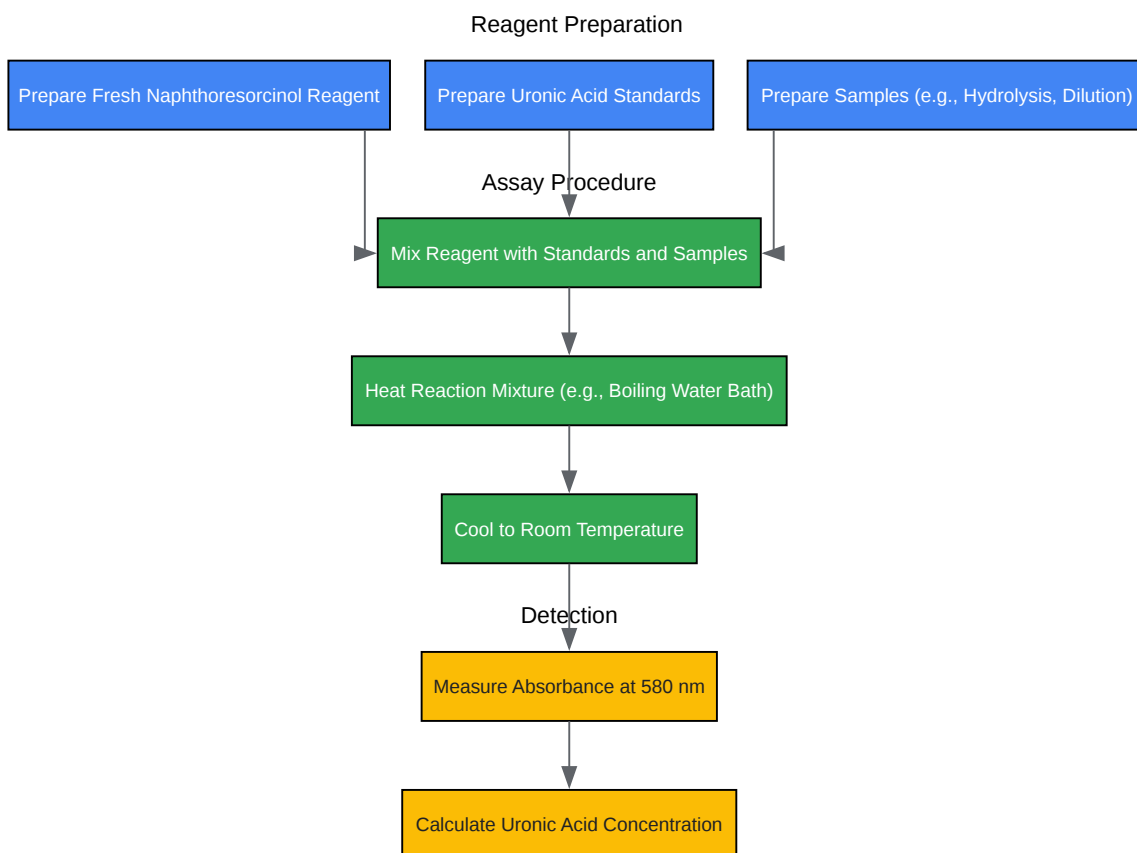 Reagent Preparation
Prepare Fresh Naphthoresorcinol Reagent
Prepare Uronic Acid Standards
Prepare Samples (e.g., Hydrolysis, Dilution)
Assay Procedure
Mix Reagent with Standards and Samples
Heat Reaction Mixture (e.g., Boiling Water Bath)
Cool to Room Temperature
Detection
Measure Absorbance at 580 nm
Calculate Uronic Acid Concentration